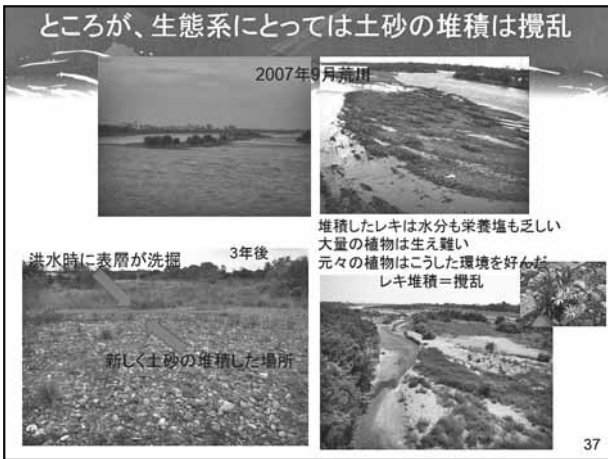 ところが、生態系にとっては土砂の堆積は攪乱
2007年9月荒川
堆積したレキは水分も栄養塩も乏しい
大量の植物は生え難い
元々の植物はこうした環境を好んだ
レキ堆積=攪乱
3年後
洪水時に表層が洗掘
新しく土砂の堆積した場所
37